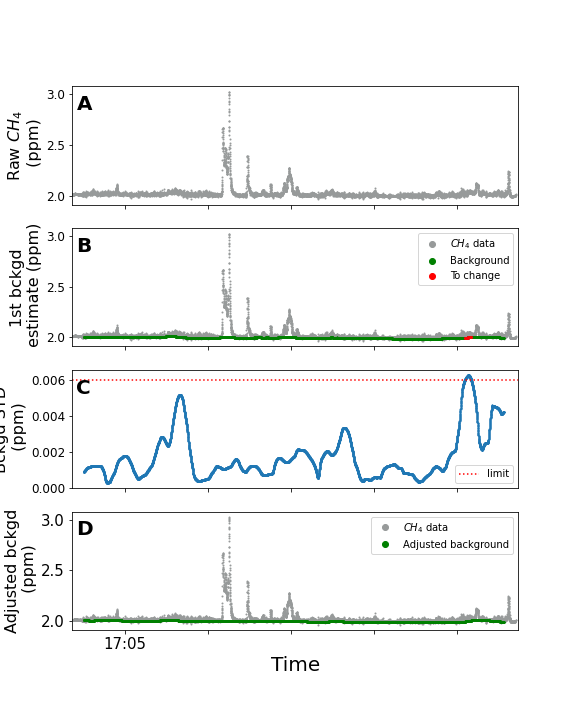 3.0
A
Raw CH4
(ppm)
2.5
2.0
3.0
B
1st bckgd
estimate (ppm)
2.5
2.0
CH4 data
Background
To change
0.006
C
(ppm)
0.004
0.002
0.000
limit
3.0
D
Adjusted bckgd
(ppm)
2.5
2.0
CH4 data
Adjusted background
17:05
Time